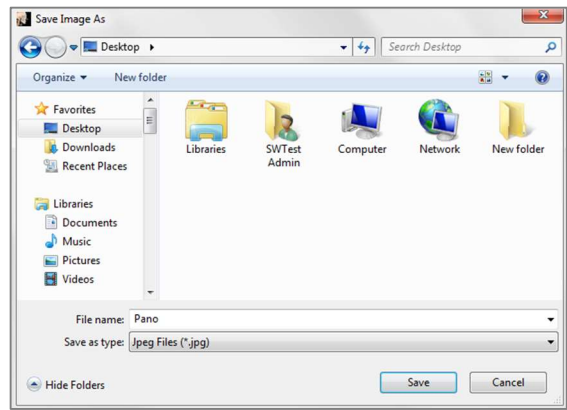 Save Image As
Desktop
Search Desktop
Organize
New folder
Favorites
Desktop
Downloads
Recent Places
Libraries
Documents
Music
Pictures
Videos
Libraries
SWTest
Admin
Computer
Network
New folder
File name: Pano
Save as type: Jpeg Files (*.jpg)
Hide Folders
Save
Cancel